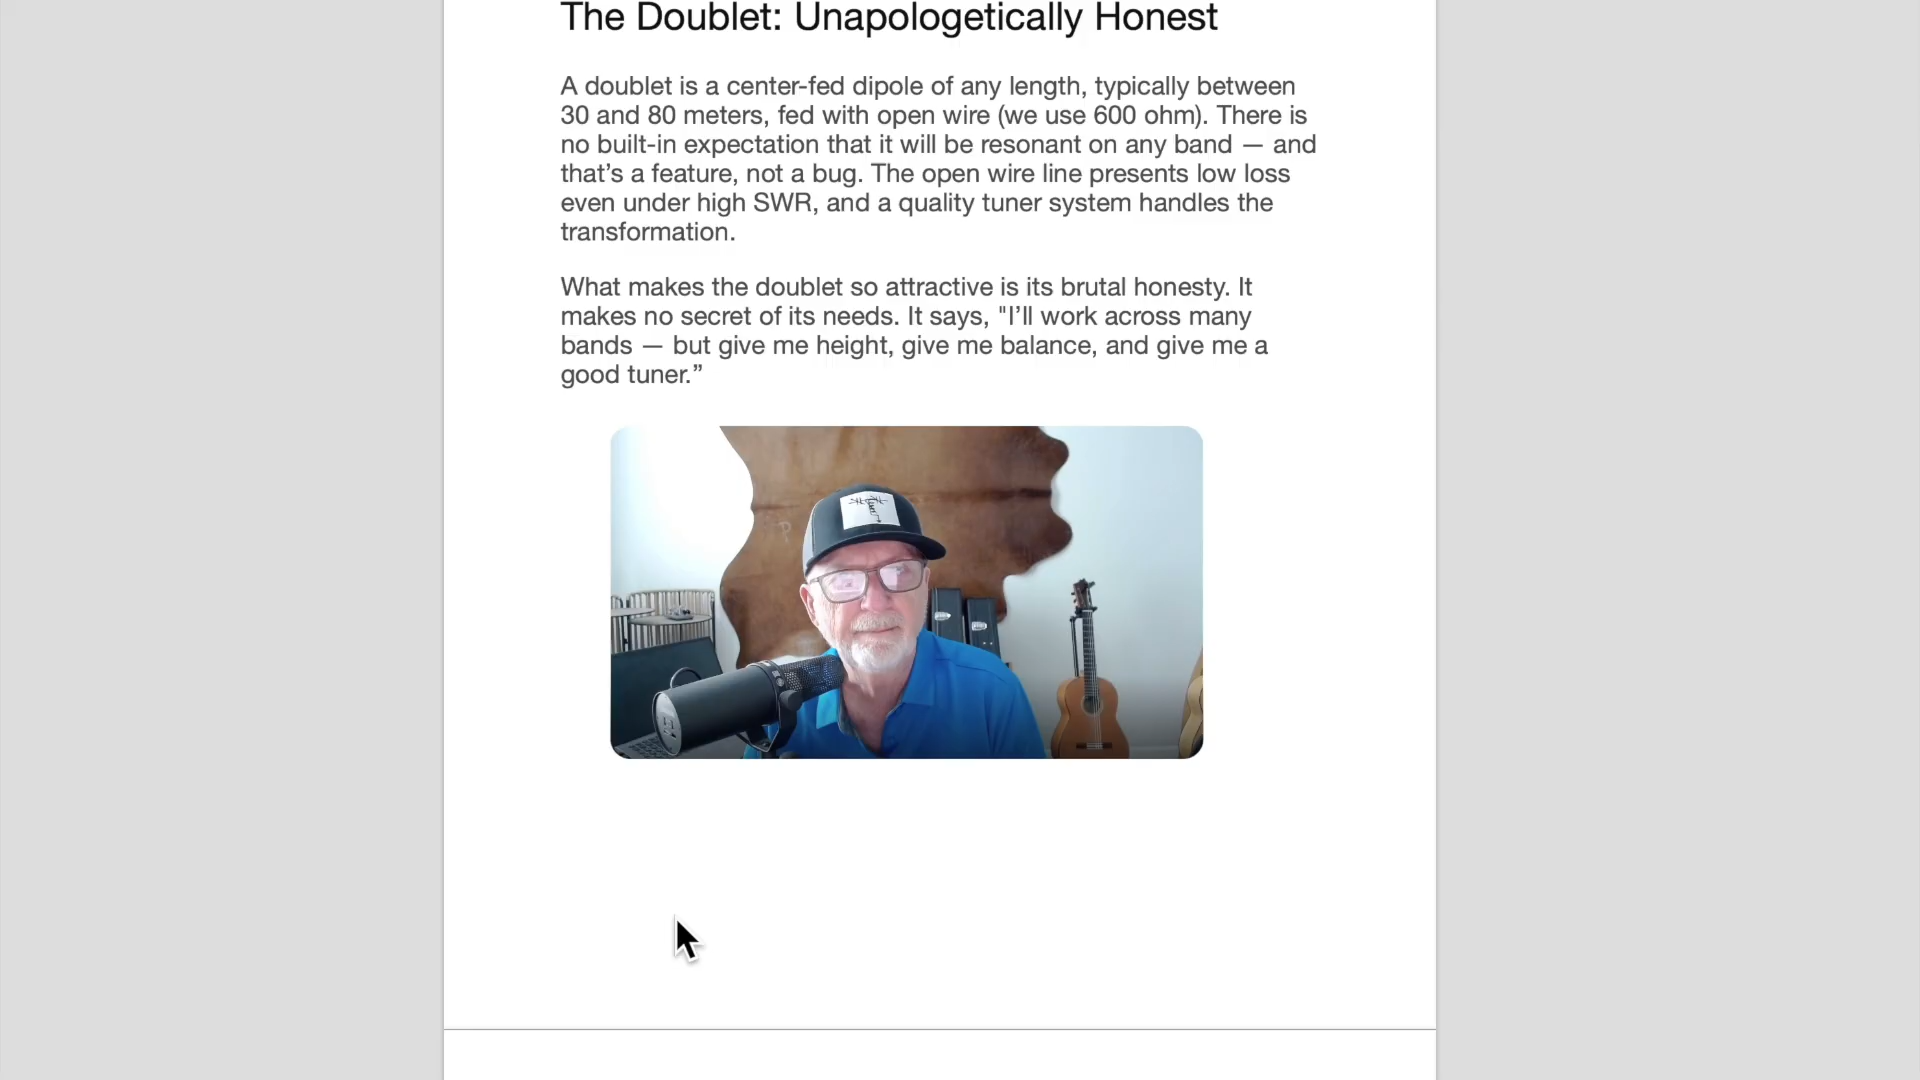 The Doublet: Unapologetically Honest
A doublet is a center-fed dipole of any length, typically between
30 and 80 meters, fed with open wire (we use 600 ohm). There is
no built-in expectation that it will be resonant on any band — and
that’s a feature, not a bug. The open wire line presents low loss
even under high SWR, and a quality tuner system handles the
transformation.
What makes the doublet so attractive is its brutal honesty. It
makes no secret of its needs. It says, "I’ll work across many
bands — but give me height, give me balance, and give me a
good tuner.”